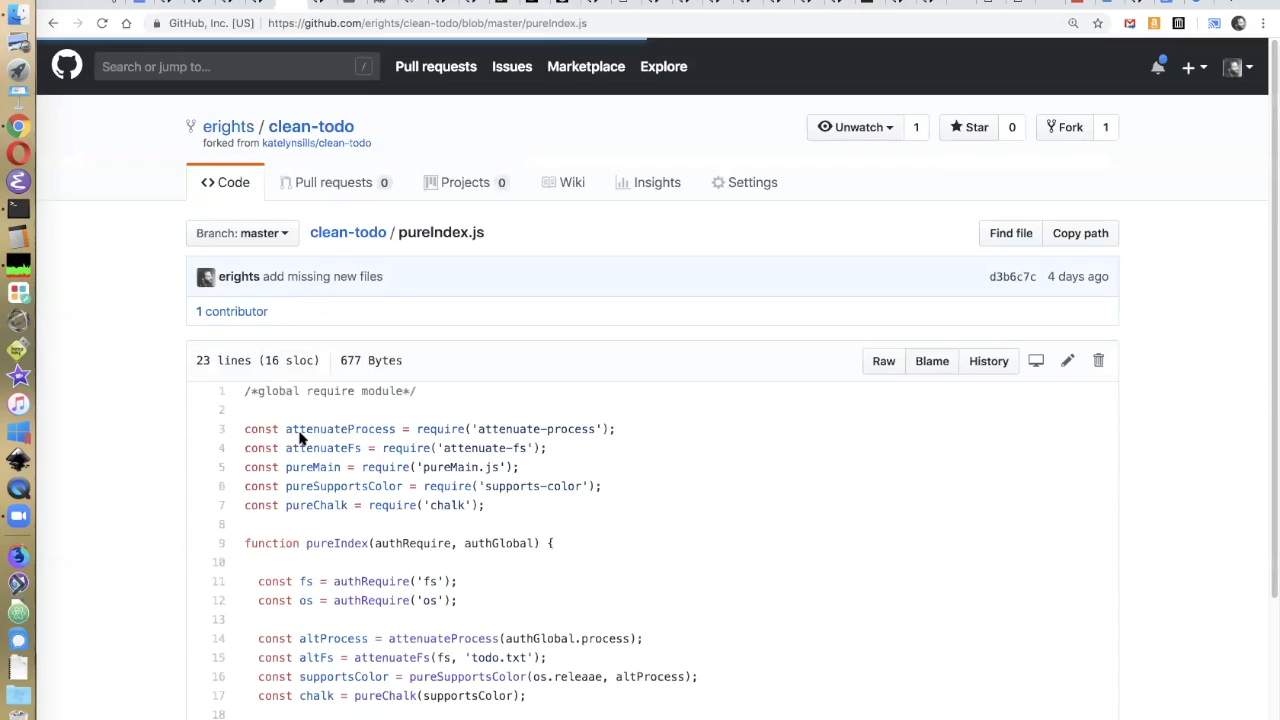 GitHub, Inc. [US] | https://github.com/erights/clean-todo/blob/master/pureIndex.js
Search or jump to… /
Pull requests Issues Marketplace Explore
erights / clean-todo
forked from katelynsills/clean-todo
Unwatch 1 Star 0 Fork 1
Code Pull requests 0 Projects 0 Wiki Insights Settings
Branch: master clean-todo / pureIndex.js Find file Copy path
erights add missing new files d3b6c7c 4 days ago
1 contributor
23 lines (16 sloc) 677 Bytes Raw Blame History
1 /*global require module*/
2
3 const attenuateProcess = require('attenuate-process');
4 const attenuateFs = require('attenuate-fs');
5 const pureMain = require('pureMain.js');
6 const pureSupportsColor = require('supports-color');
7 const pureChalk = require('chalk');
8
9 function pureIndex(authRequire, authGlobal) {
10
11 const fs = authRequire('fs');
12 const os = authRequire('os');
13
14 const altProcess = attenuateProcess(authGlobal.process);
15 const altFs = attenuateFs(fs, 'todo.txt');
16 const supportsColor = pureSupportsColor(os.releaae, altProcess);
17 const chalk = pureChalk(supportsColor);
18